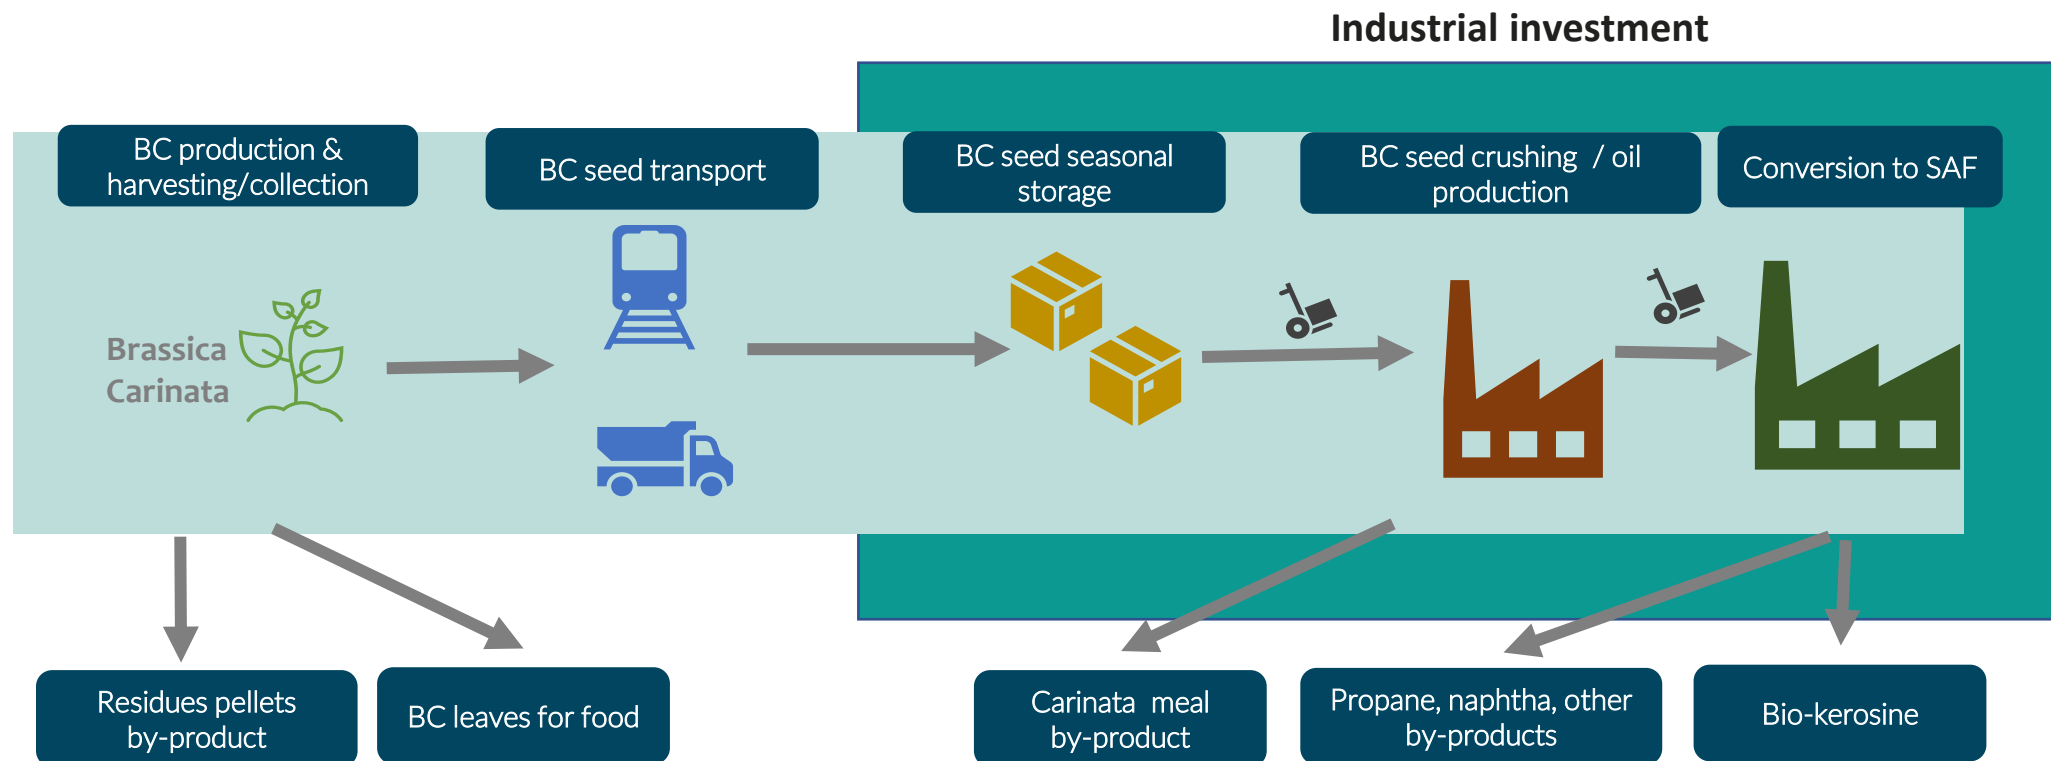 Industrial investment
BC production &
harvesting/collection
BC seed transport
BC seed seasonal
storage
BC seed crushing / oil
production
Conversion to SAF
Brassica
Carinata
Residues pellets
by-product
BC leaves for food
Carinata meal
by-product
Propane, naphtha, other
by-products
Bio-kerosine